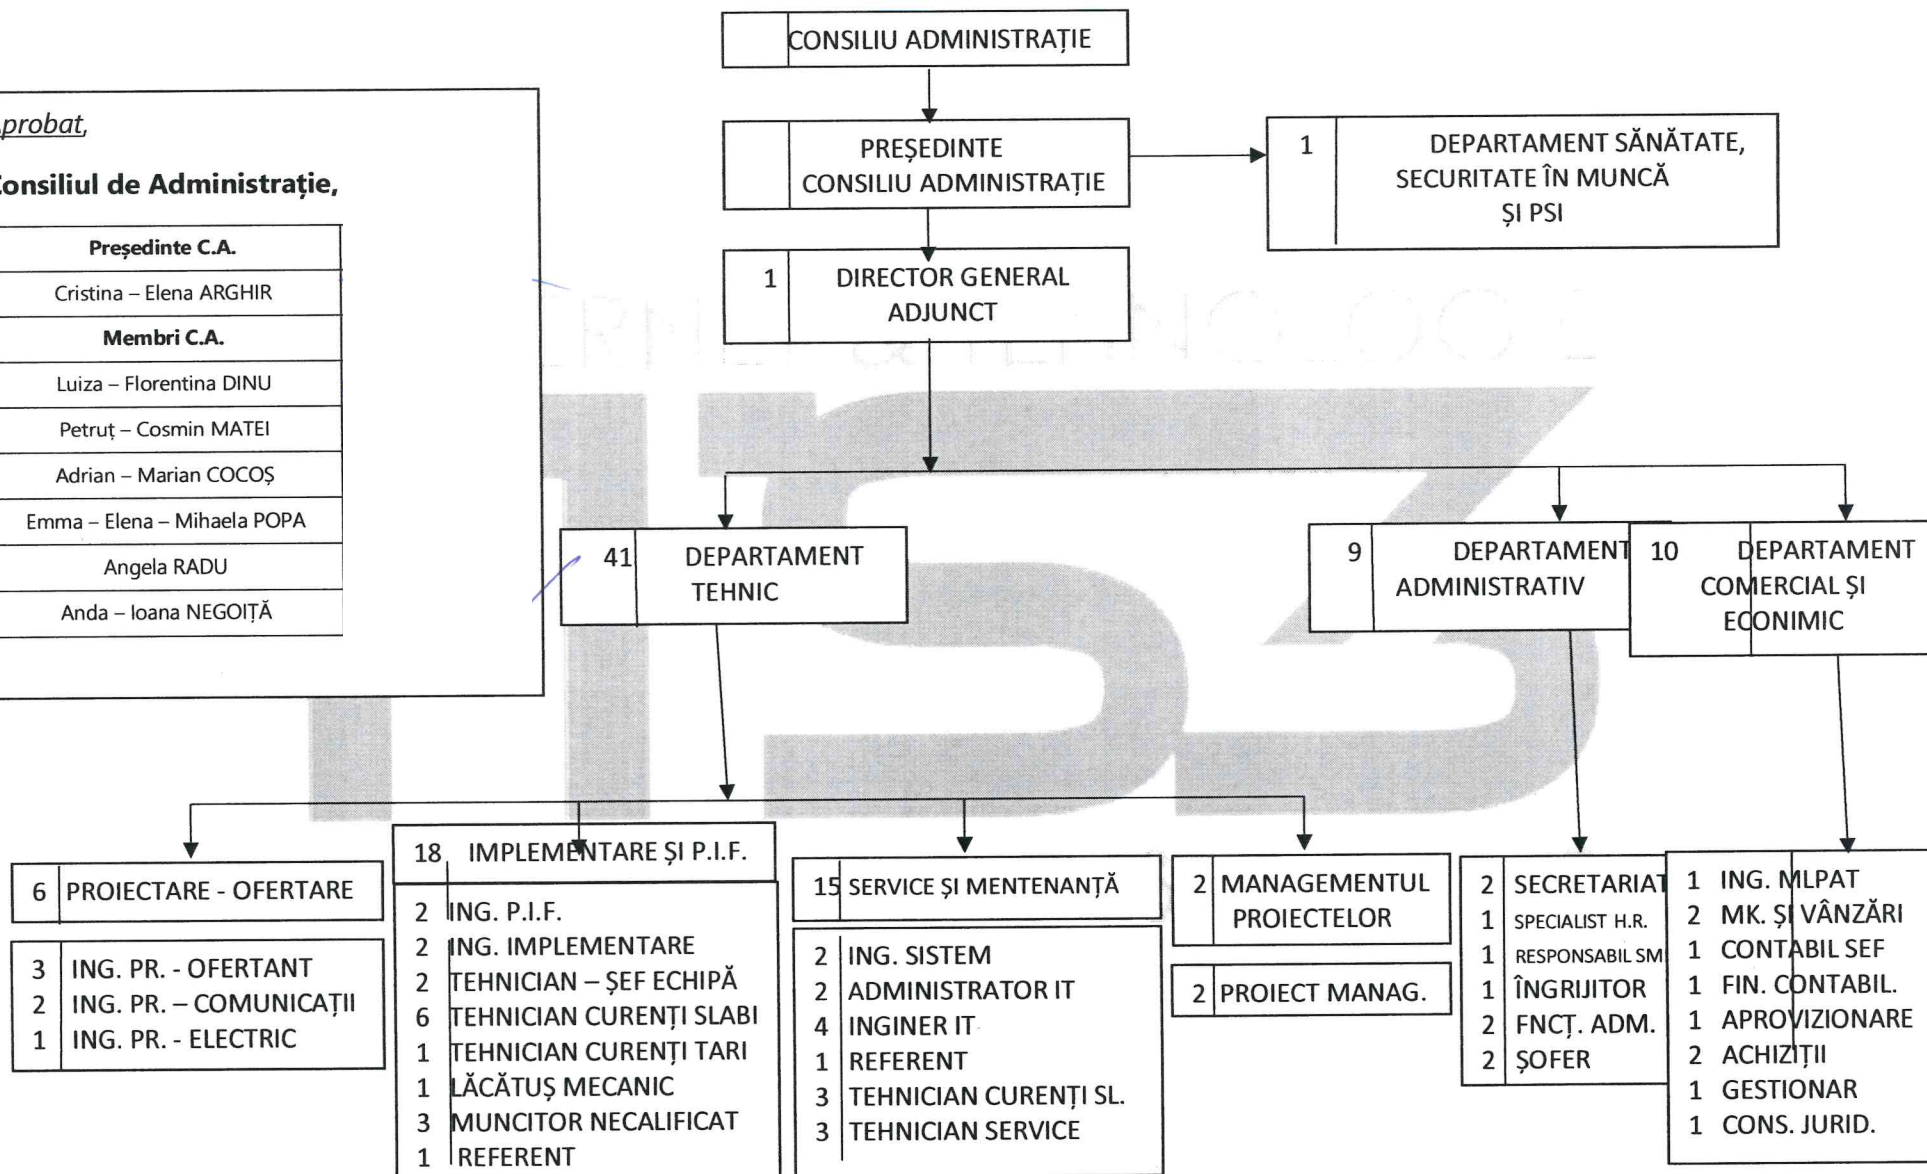 CONSILIU ADMINISTRAȚIE
probat,
Consiliul de Administrație,
Președinte C.A.
Cristina – Elena ARGHIR
Membri C.A.
Luiza – Florentina DINU
Petruț – Cosmin MATEI
Adrian – Marian COCOȘ
Emma – Elena – Mihaela POPA
Angela RADU
Anda – Ioana NEGOIȚĂ
PREȘEDINTE
CONSILIU ADMINISTRAȚIE
1 DEPARTAMENT SĂNĂTATE,
SECURITATE ÎN MUNCĂ
ȘI PSI
1 DIRECTOR GENERAL
ADJUNCT
41 DEPARTAMENT
TEHNIC
9 DEPARTAMENT
ADMINISTRATIV
10 DEPARTAMENT
COMERCIAL ȘI
ECONIMIC
6 PROIECTARE - OFERTARE
3 ING. PR. - OFERTANT
2 ING. PR. – COMUNICAȚII
1 ING. PR. - ELECTRIC
18 IMPLEMENTARE ȘI P.I.F.
2 ING. P.I.F.
2 ING. IMPLEMENTARE
2 TEHNICIAN – ȘEF ECHIPĂ
6 TEHNICIAN CURENȚI SLABI
1 TEHNICIAN CURENȚI TARI
1 LĂCĂTUȘ MECANIC
3 MUNCITOR NECALIFICAT
1 REFERENT
15 SERVICE ȘI MENTENANȚĂ
2 ING. SISTEM
2 ADMINISTRATOR IT
4 INGINER IT
1 REFERENT
3 TEHNICIAN CURENȚI SL.
3 TEHNICIAN SERVICE
2 MANAGEMENTUL
PROIECTELOR
2 PROIECT MANAG.
2 SECRETARIAT
1 SPECIALIST H.R.
1 RESPONSABIL SM
1 ÎNGRIJITOR
2 FNCȚ. ADM.
2 ȘOFER
1 ING. MLPAT
2 MK. ȘI VÂNZĂRI
1 CONTABIL SEF
1 FIN. CONTABIL.
1 APROVIZIONARE
2 ACHIZIȚII
1 GESTIONAR
1 CONS. JURID.